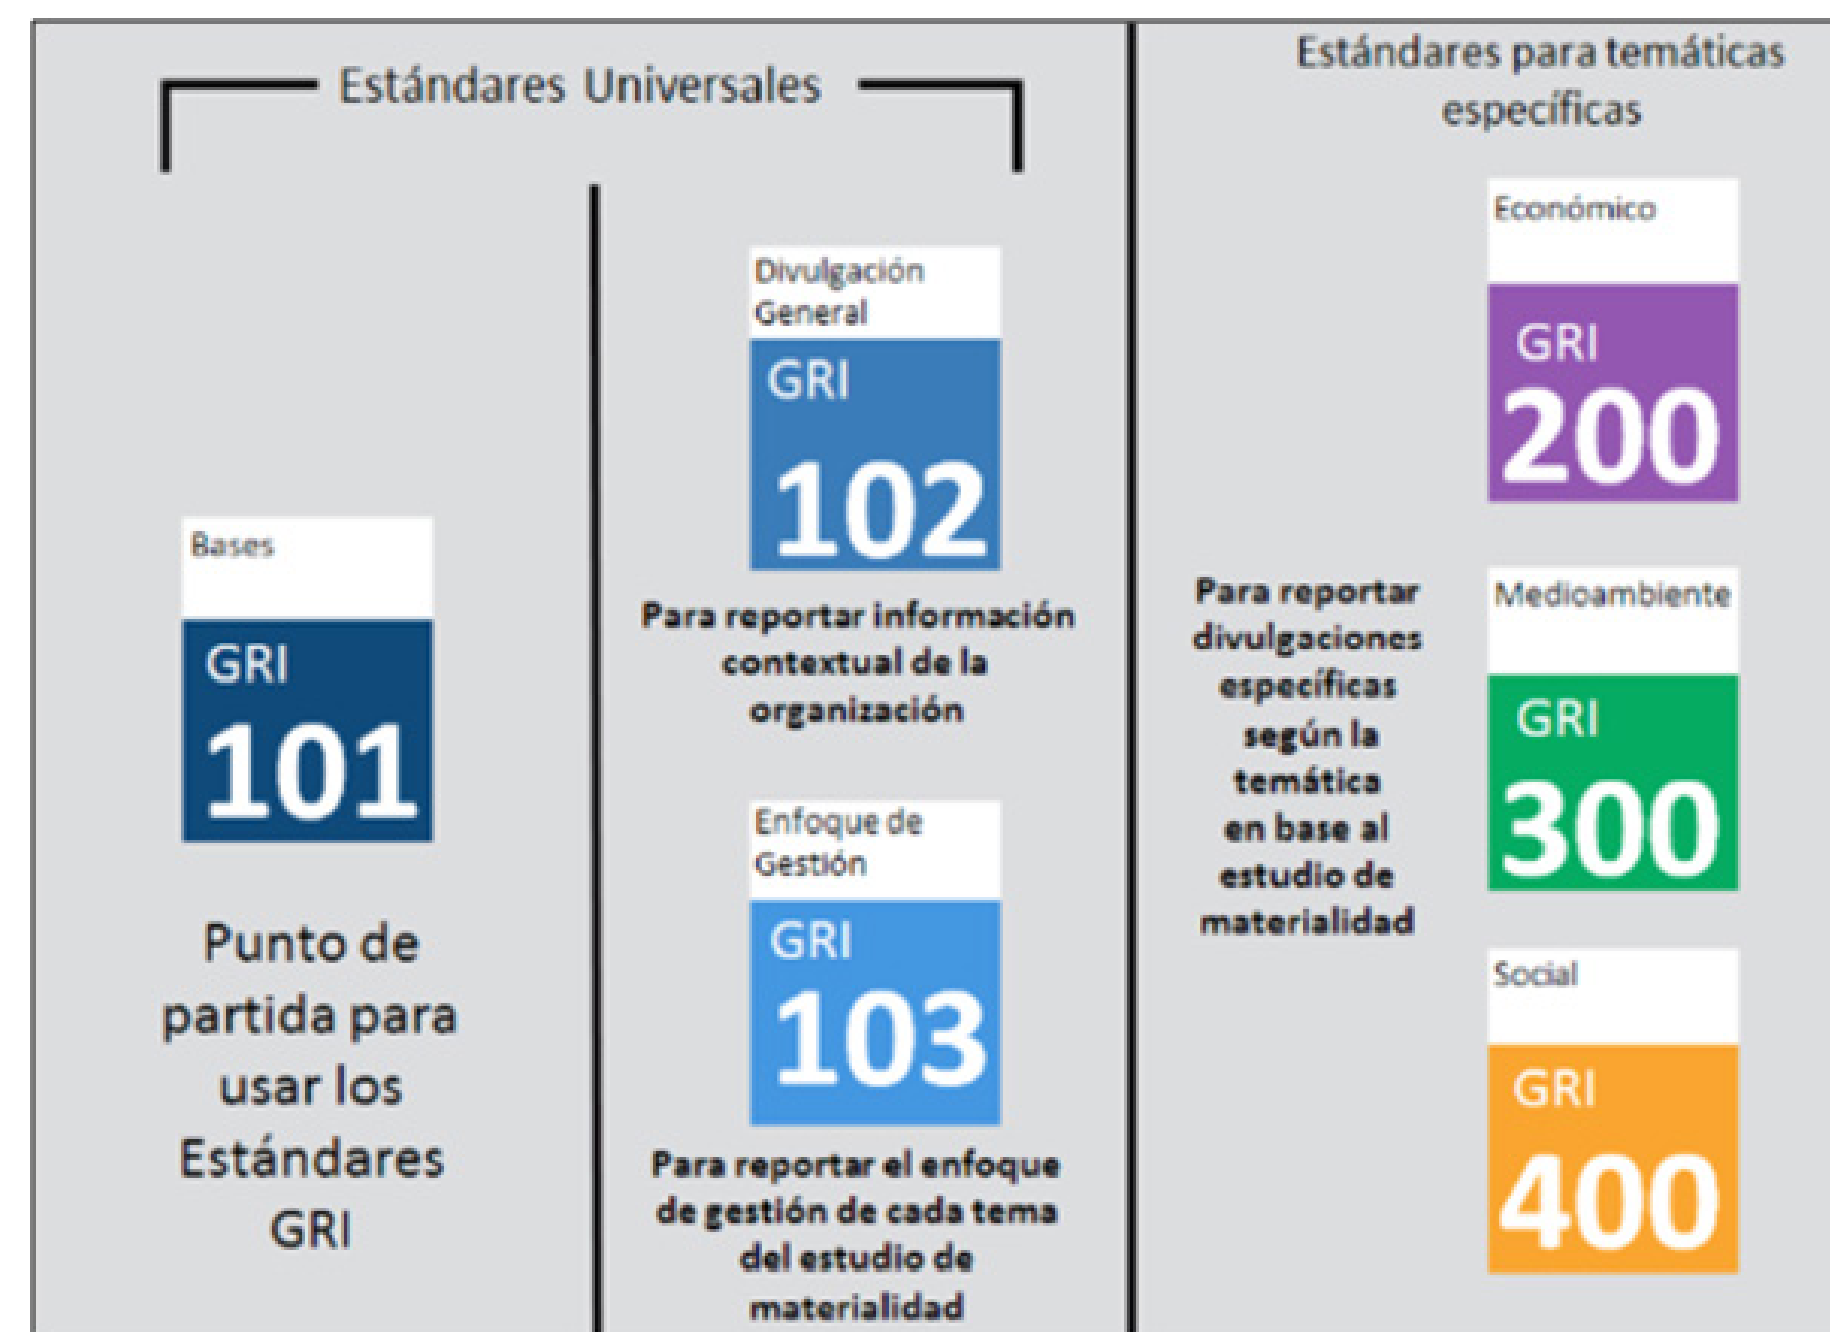 Estándares Universales
Bases
GRI
101
Punto de
partida para
usar los
Estándares
GRI
Divulgación
General
GRI
102
Para reportar información
contextual de la
organización
Enfoque de
Gestión
GRI
103
Para reportar el enfoque
de gestión de cada tema
del estudio de
materialidad
Estándares para temáticas
específicas
Para reportar
divulgaciones
específicas
según la
temática
en base al
estudio de
materialidad
Económico
GRI
200
Medioambiente
GRI
300
Social
GRI
400